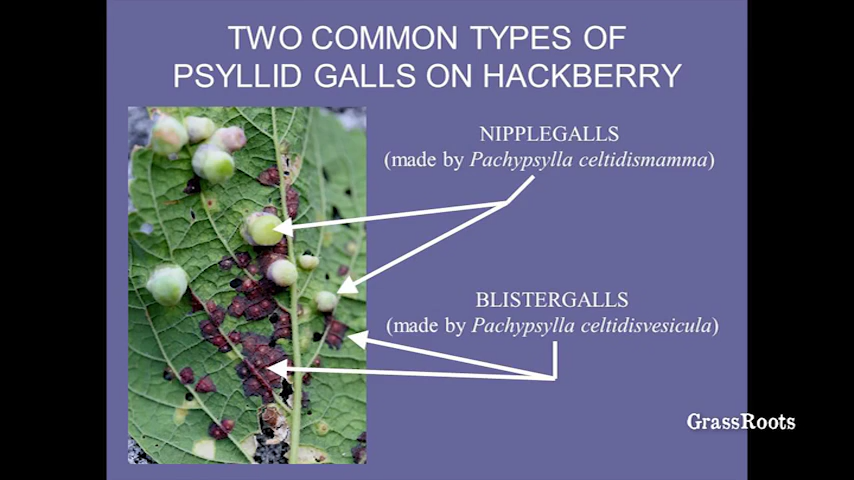 TWO COMMON TYPES OF
PSYLLID GALLS ON HACKBERRY
NIPPLEGALLS
(made by Pachypsylla celtidismamma)
BLISTERGALLS
(made by Pachypsylla celtidisvesicula)
GrassRoots